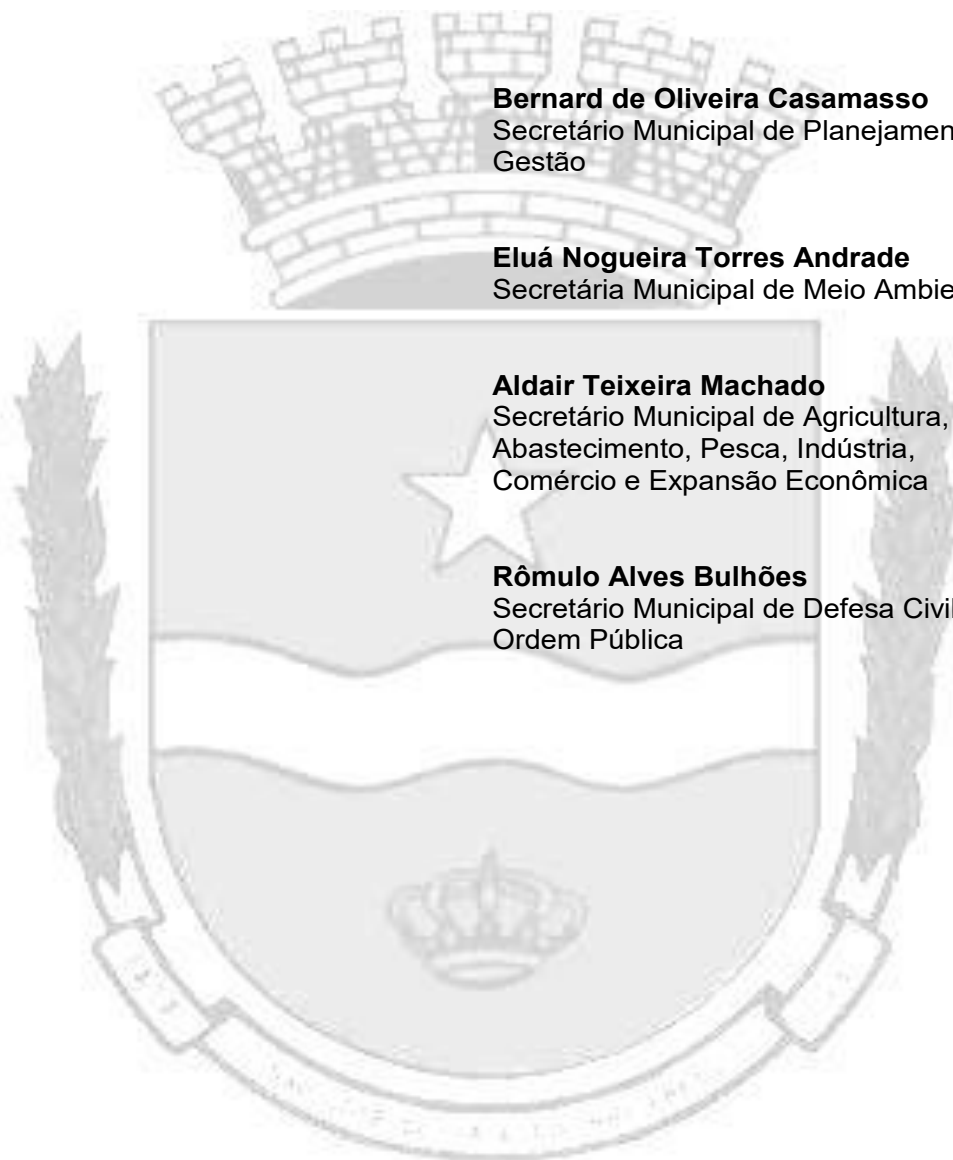 Bernard de Oliveira Casamasso
Secretário Municipal de Planejamen
Gestão
Eluá Nogueira Torres Andrade
Secretária Municipal de Meio Ambie
Aldair Teixeira Machado
Secretário Municipal de Agricultura,
Abastecimento, Pesca, Indústria,
Comércio e Expansão Econômica
Rômulo Alves Bulhões
Secretário Municipal de Defesa Civil
Ordem Pública